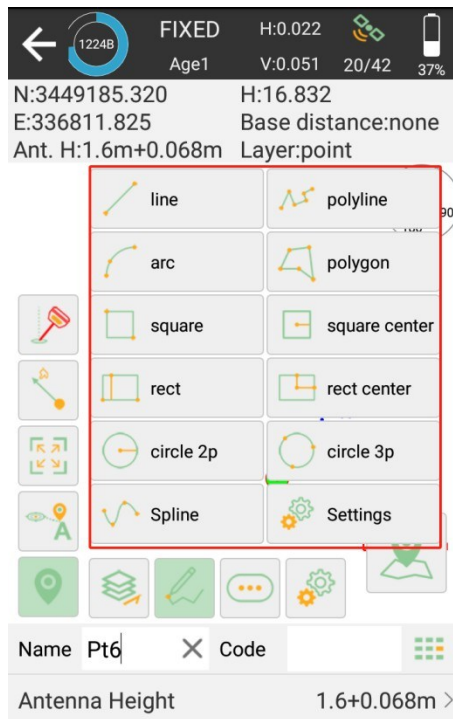 1224B FIXED H:0.022
Age1 V:0.051 20/42 37%
N:3449185.320 H:16.832
E:336811.825 Base distance:none
Ant. H:1.6m+0.068m Layer:point
line polyline
90
arc polygon
square square center
rect rect center
circle 2p circle 3p
Spline Settings
A
Name Pt6 Code
Antenna Height 1.6+0.068m